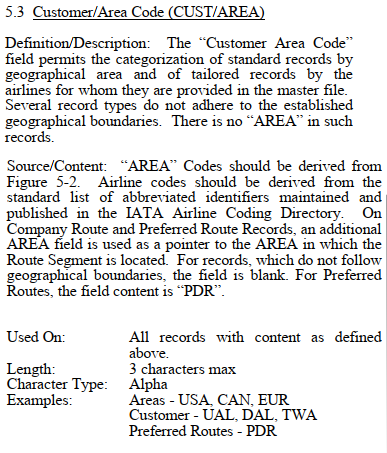 5.3 Customer/Area Code (CUST/AREA)
Definition/Description: The “Customer Area Code”
field permits the categorization of standard records by
geographical area and of tailored records by the
airlines for whom they are provided in the master file.
Several record types do not adhere to the established
geographical boundaries. There is no “AREA” in such
records.
Source/Content: “AREA” Codes should be derived from
Figure 5-2. Airline codes should be derived from the
standard list of abbreviated identifiers maintained and
published in the IATA Airline Coding Directory. On
Company Route and Preferred Route Records, an additional
AREA field is used as a pointer to the AREA in which the
Route Segment is located. For records, which do not follow
geographical boundaries, the field is blank. For Preferred
Routes, the field content is “PDR”.
Used On: All records with content as defined
above.
Length: 3 characters max
Character Type: Alpha
Examples: Areas - USA, CAN, EUR
Customer - UAL, DAL, TWA
Preferred Routes - PDR